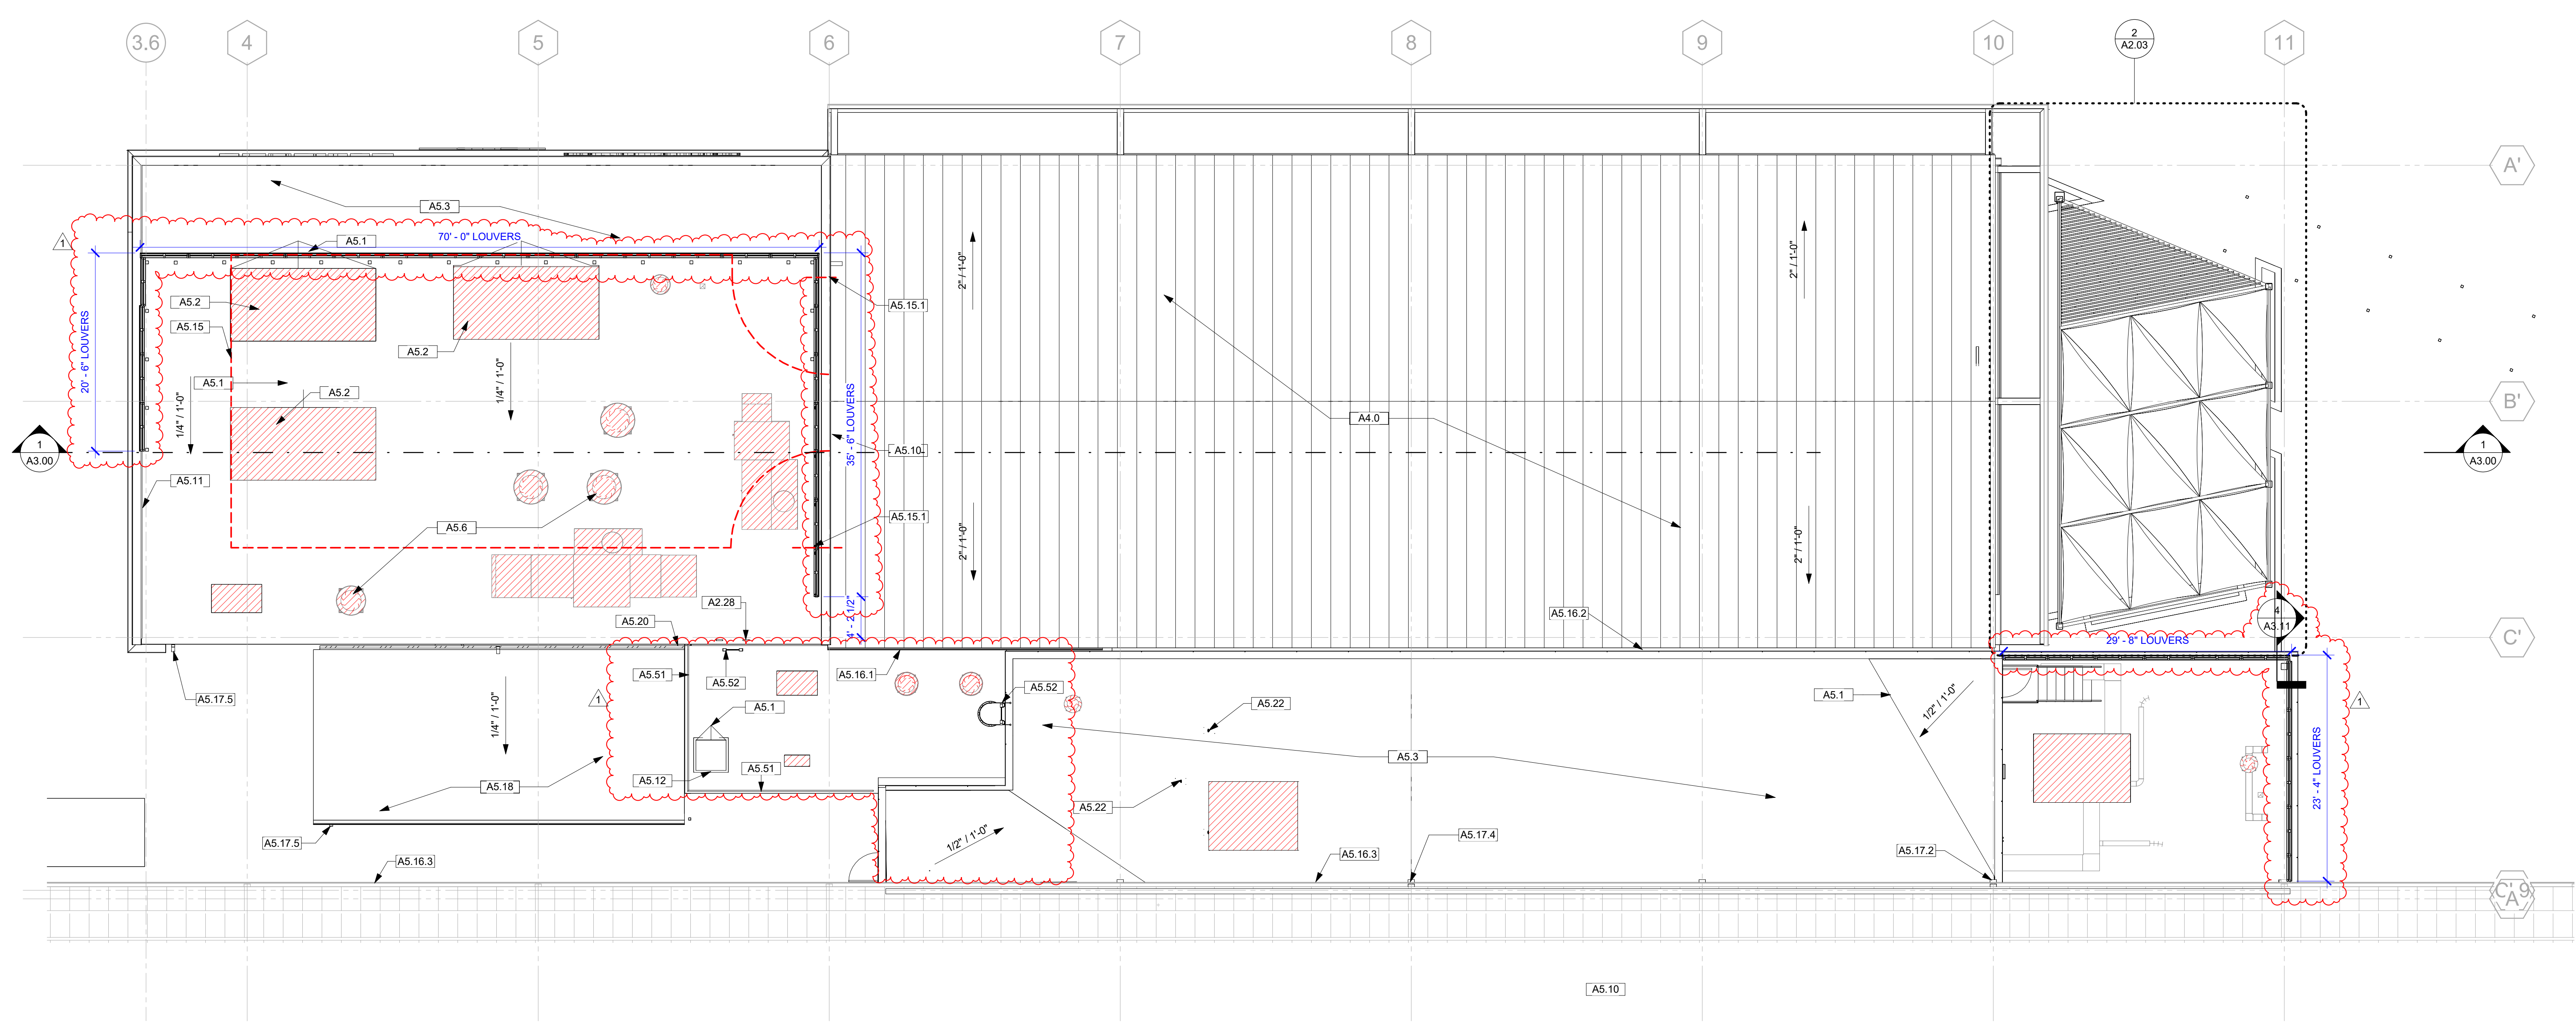 3.6
4
5
6
7
8
9
10
2
A2.03
11
A'
A5.3
1
70' - 0" LOUVERS
A5.1
A5.2
A5.15
A5.15.1
2" / 1'-0"
2" / 1'-0"
A5.2
20' - 6" LOUVERS
A5.1
A5.2
1/4" / 1'-0"
1/4" / 1'-0"
35' - 6" LOUVERS
A4.0
B'
1
A3.00
A5.10
1
A3.00
A5.11
A5.15.1
A5.6
2" / 1'-0"
2" / 1'-0"
A2.28
A5.20
4' - 2 1/2"
A5.16.2
4
A3.11
29' - 8" LOUVERS
C'
A5.51
A5.52
A5.16.1
A5.52
A5.17.5
1
A5.1
A5.22
A5.1
1/2" / 1'-0"
1
1/4" / 1'-0"
A5.3
A5.12
A5.51
A5.18
23' - 4" LOUVERS
A5.22
A5.17.5
1/2" / 1'-0"
A5.17.4
A5.16.3
A5.16.3
A5.17.2
A
A5.10